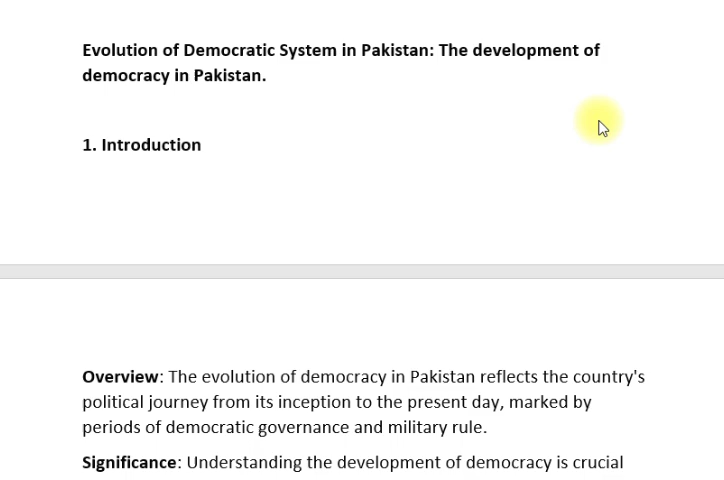 Evolution of Democratic System in Pakistan: The development of
democracy in Pakistan.
1. Introduction
Overview: The evolution of democracy in Pakistan reflects the country's
political journey from its inception to the present day, marked by
periods of democratic governance and military rule.
Significance: Understanding the development of democracy is crucial